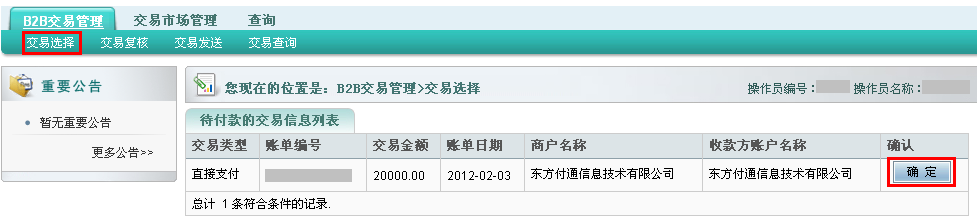 B2B交易管理 交易市场管理 查询
交易选择 交易复核 交易发送 交易查询
重要公告
暂无重要公告
更多公告>>
您现在的位置是：B2B交易管理>交易选择 操作员编号： 操作员名称：
待付款的交易信息列表
交易类型 账单编号 交易金额 账单日期 商户名称 收款方账户名称 确认
直接支付 20000.00 2012-02-03 东方付通信息技术有限公司 东方付通信息技术有限公司 确 定
总计 1 条符合条件的记录.